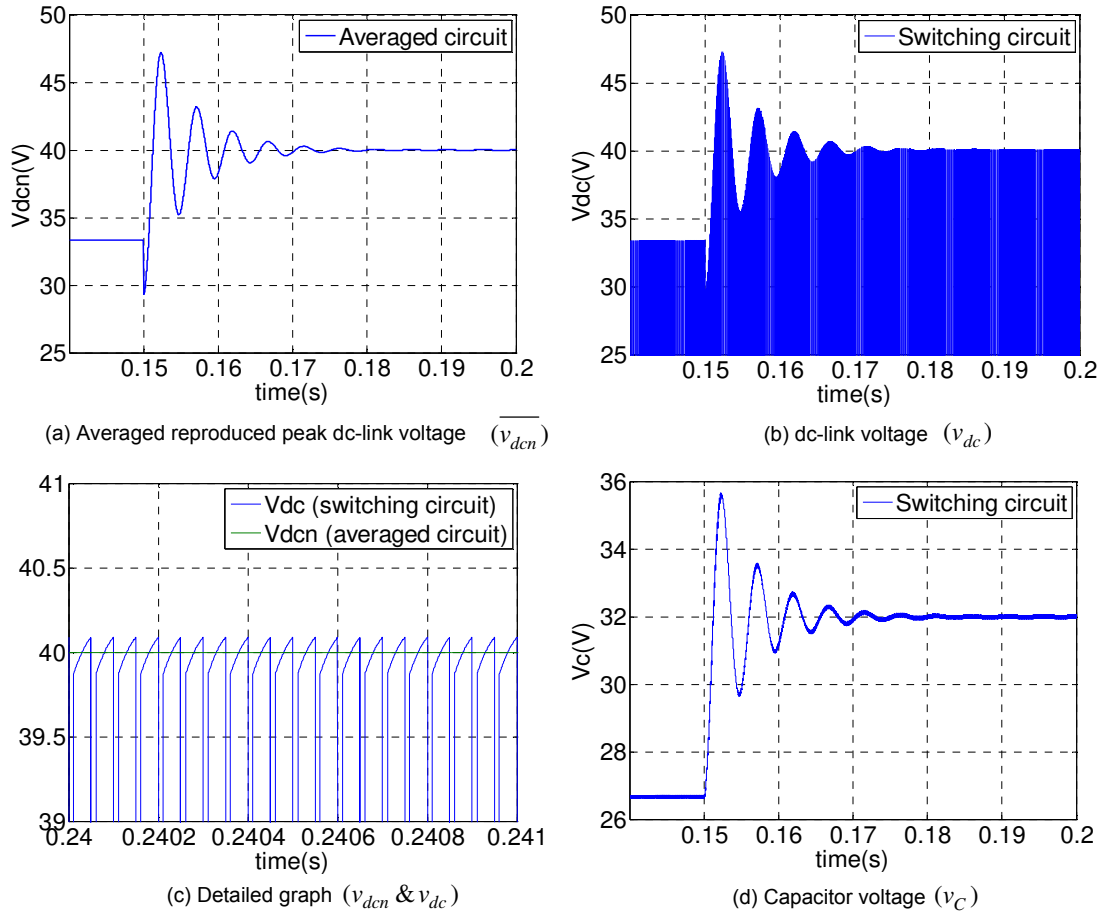 50
45
40
35
30
25
Vdcn(V)
Averaged circuit
0.15 0.16 0.17 0.18 0.19 0.2
time(s)
(a) Averaged reproduced peak dc-link voltage (v_dcn)
50
45
40
35
30
25
Vdc(V)
Switching circuit
0.15 0.16 0.17 0.18 0.19 0.2
time(s)
(b) dc-link voltage (v_dc)
41
40.5
40
39.5
39
Vdc (switching circuit)
Vdcn (averaged circuit)
0.24 0.2402 0.2404 0.2406 0.2408 0.241
time(s)
(c) Detailed graph (v_dcn & v_dc)
36
34
32
30
28
26
Vc(V)
Switching circuit
0.15 0.16 0.17 0.18 0.19 0.2
time(s)
(d) Capacitor voltage (v_C)